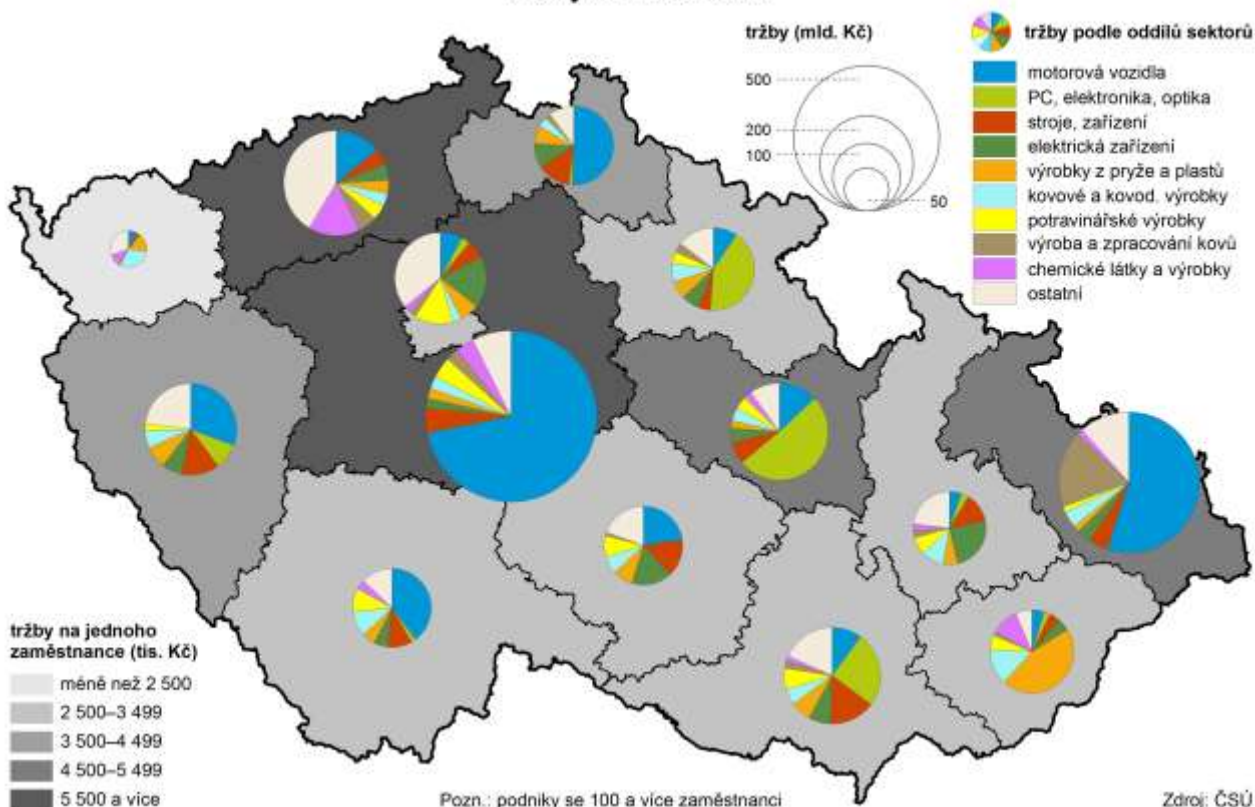 tržby (mld. Kč)
500
200
100
50
tržby podle oddílů sektorů
motorová vozidla
PC, elektronika, optika
stroje, zařízení
elektrická zařízení
výrobky z pryže a plastů
kovové a kovod. výrobky
potravinářské výrobky
výroba a zpracování kovů
chemické látky a výrobky
ostatní
tržby na jednoho
zaměstnance (tis. Kč)
méně než 2 500
2 500–3 499
3 500–4 499
4 500–5 499
5 500 a více
Pozn.: podniky se 100 a více zaměstnanci
Zdroj: ČSÚ